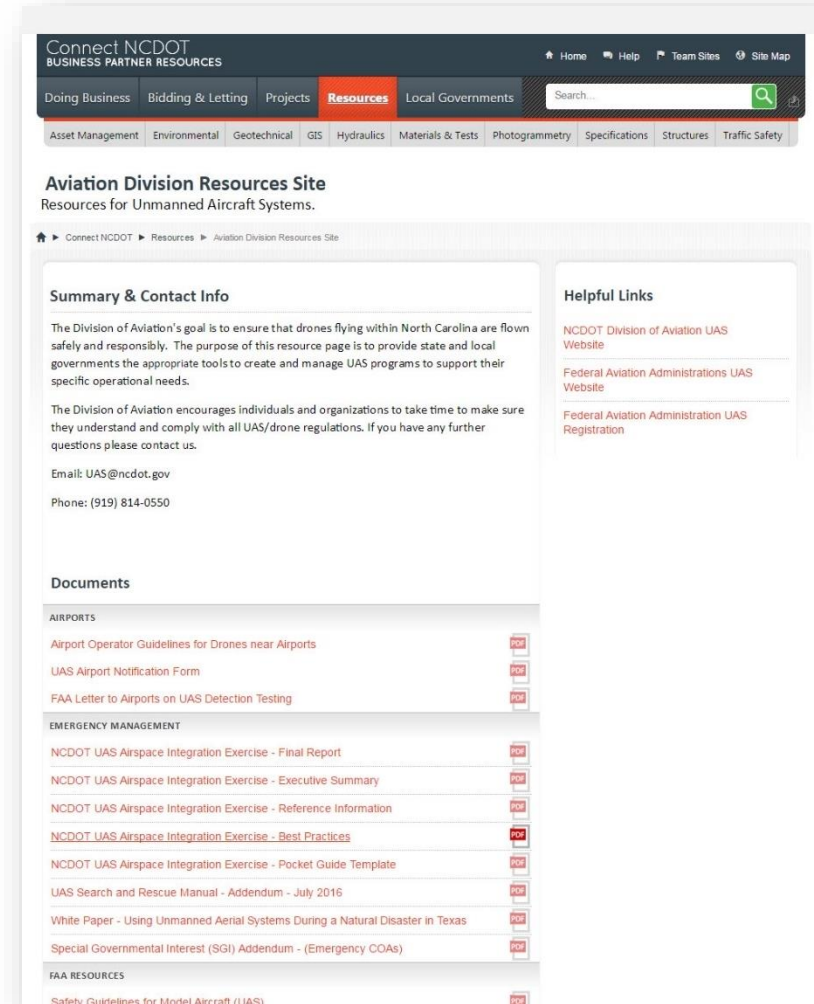 Connect NCDOT
BUSINESS PARTNER RESOURCES
Home Help Team Sites Site Map
Doing Business Bidding & Letting Projects Resources Local Governments Search...
Asset Management Environmental Geotechnical GIS Hydraulics Materials & Tests Photogrammetry Specifications Structures Traffic Safety
Aviation Division Resources Site
Resources for Unmanned Aircraft Systems.
Connect NCDOT Resources Aviation Division Resources Site
Summary & Contact Info
The Division of Aviation's goal is to ensure that drones flying within North Carolina are flown
safely and responsibly. The purpose of this resource page is to provide state and local
governments the appropriate tools to create and manage UAS programs to support their
specific operational needs.
The Division of Aviation encourages individuals and organizations to take time to make sure
they understand and comply with all UAS/drone regulations. If you have any further
questions please contact us.
Email: UAS@ncdot.gov
Phone: (919) 814-0550
Helpful Links
NCDOT Division of Aviation UAS
Website
Federal Aviation Administrations UAS
Website
Federal Aviation Administration UAS
Registration
Documents
AIRPORTS
Airport Operator Guidelines for Drones near Airports PDF
UAS Airport Notification Form PDF
FAA Letter to Airports on UAS Detection Testing PDF
EMERGENCY MANAGEMENT
NCDOT UAS Airspace Integration Exercise - Final Report PDF
NCDOT UAS Airspace Integration Exercise - Executive Summary PDF
NCDOT UAS Airspace Integration Exercise - Reference Information PDF
NCDOT UAS Airspace Integration Exercise - Best Practices PDF
NCDOT UAS Airspace Integration Exercise - Pocket Guide Template PDF
UAS Search and Rescue Manual - Addendum - July 2016 PDF
White Paper - Using Unmanned Aerial Systems During a Natural Disaster in Texas PDF
Special Governmental Interest (SGI) Addendum - (Emergency COAs) PDF
FAA RESOURCES
Safety Guidelines for Model Aircraft (UAS) PDF